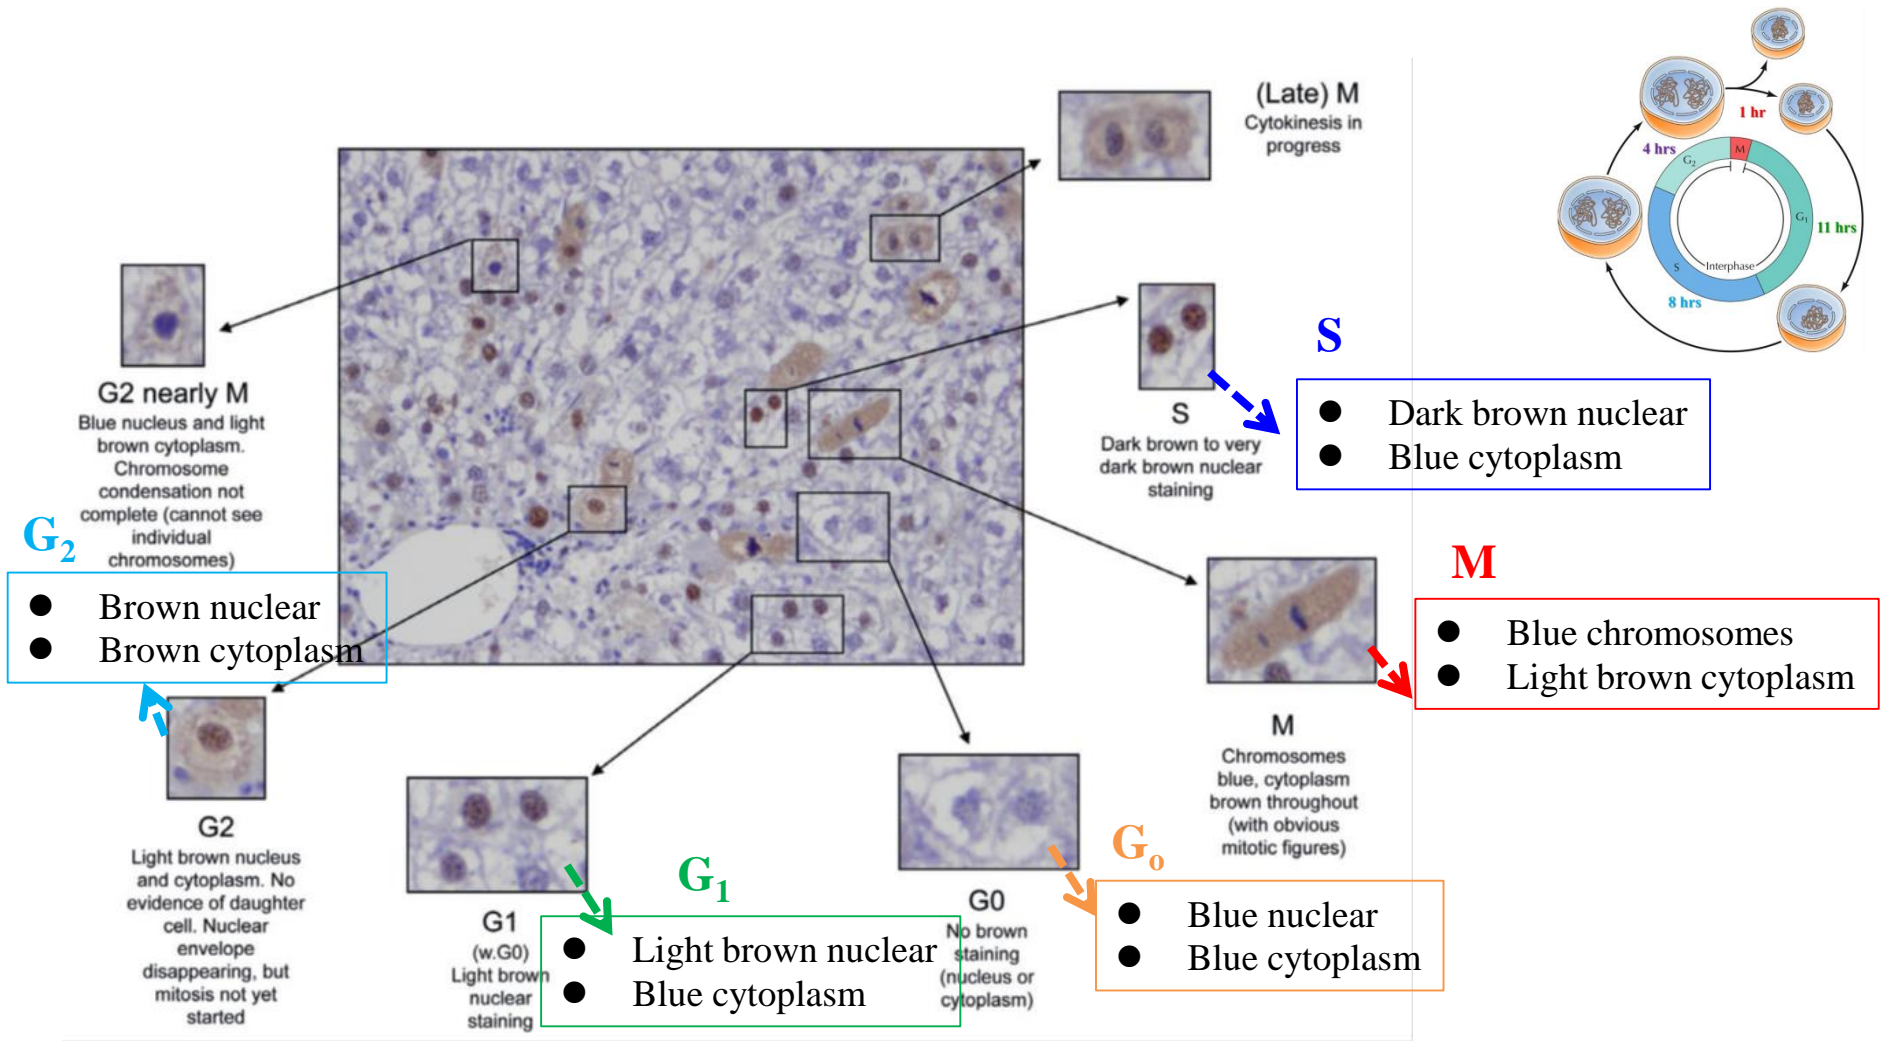 (Late) M
Cytokinesis in
progress
1 hr
4 hrs
M
G2
G1
11 hrs
S
Interphase
8 hrs
G2 nearly M
Blue nucleus and light
brown cytoplasm.
Chromosome
condensation not
complete (cannot see
individual
chromosomes)
S
Dark brown to very
dark brown nuclear
staining
S
● Dark brown nuclear
● Blue cytoplasm
G2
● Brown nuclear
● Brown cytoplasm
M
● Blue chromosomes
● Light brown cytoplasm
M
Chromosomes
blue, cytoplasm
brown throughout
(with obvious
mitotic figures)
G2
Light brown nucleus
and cytoplasm. No
evidence of daughter
cell. Nuclear
envelope
disappearing, but
mitosis not yet
started
G1
(w.G0)
Light brown
nuclear
staining
G1
● Light brown nuclear
● Blue cytoplasm
G0
No brown
staining
(nucleus or
cytoplasm)
Go
● Blue nuclear
● Blue cytoplasm